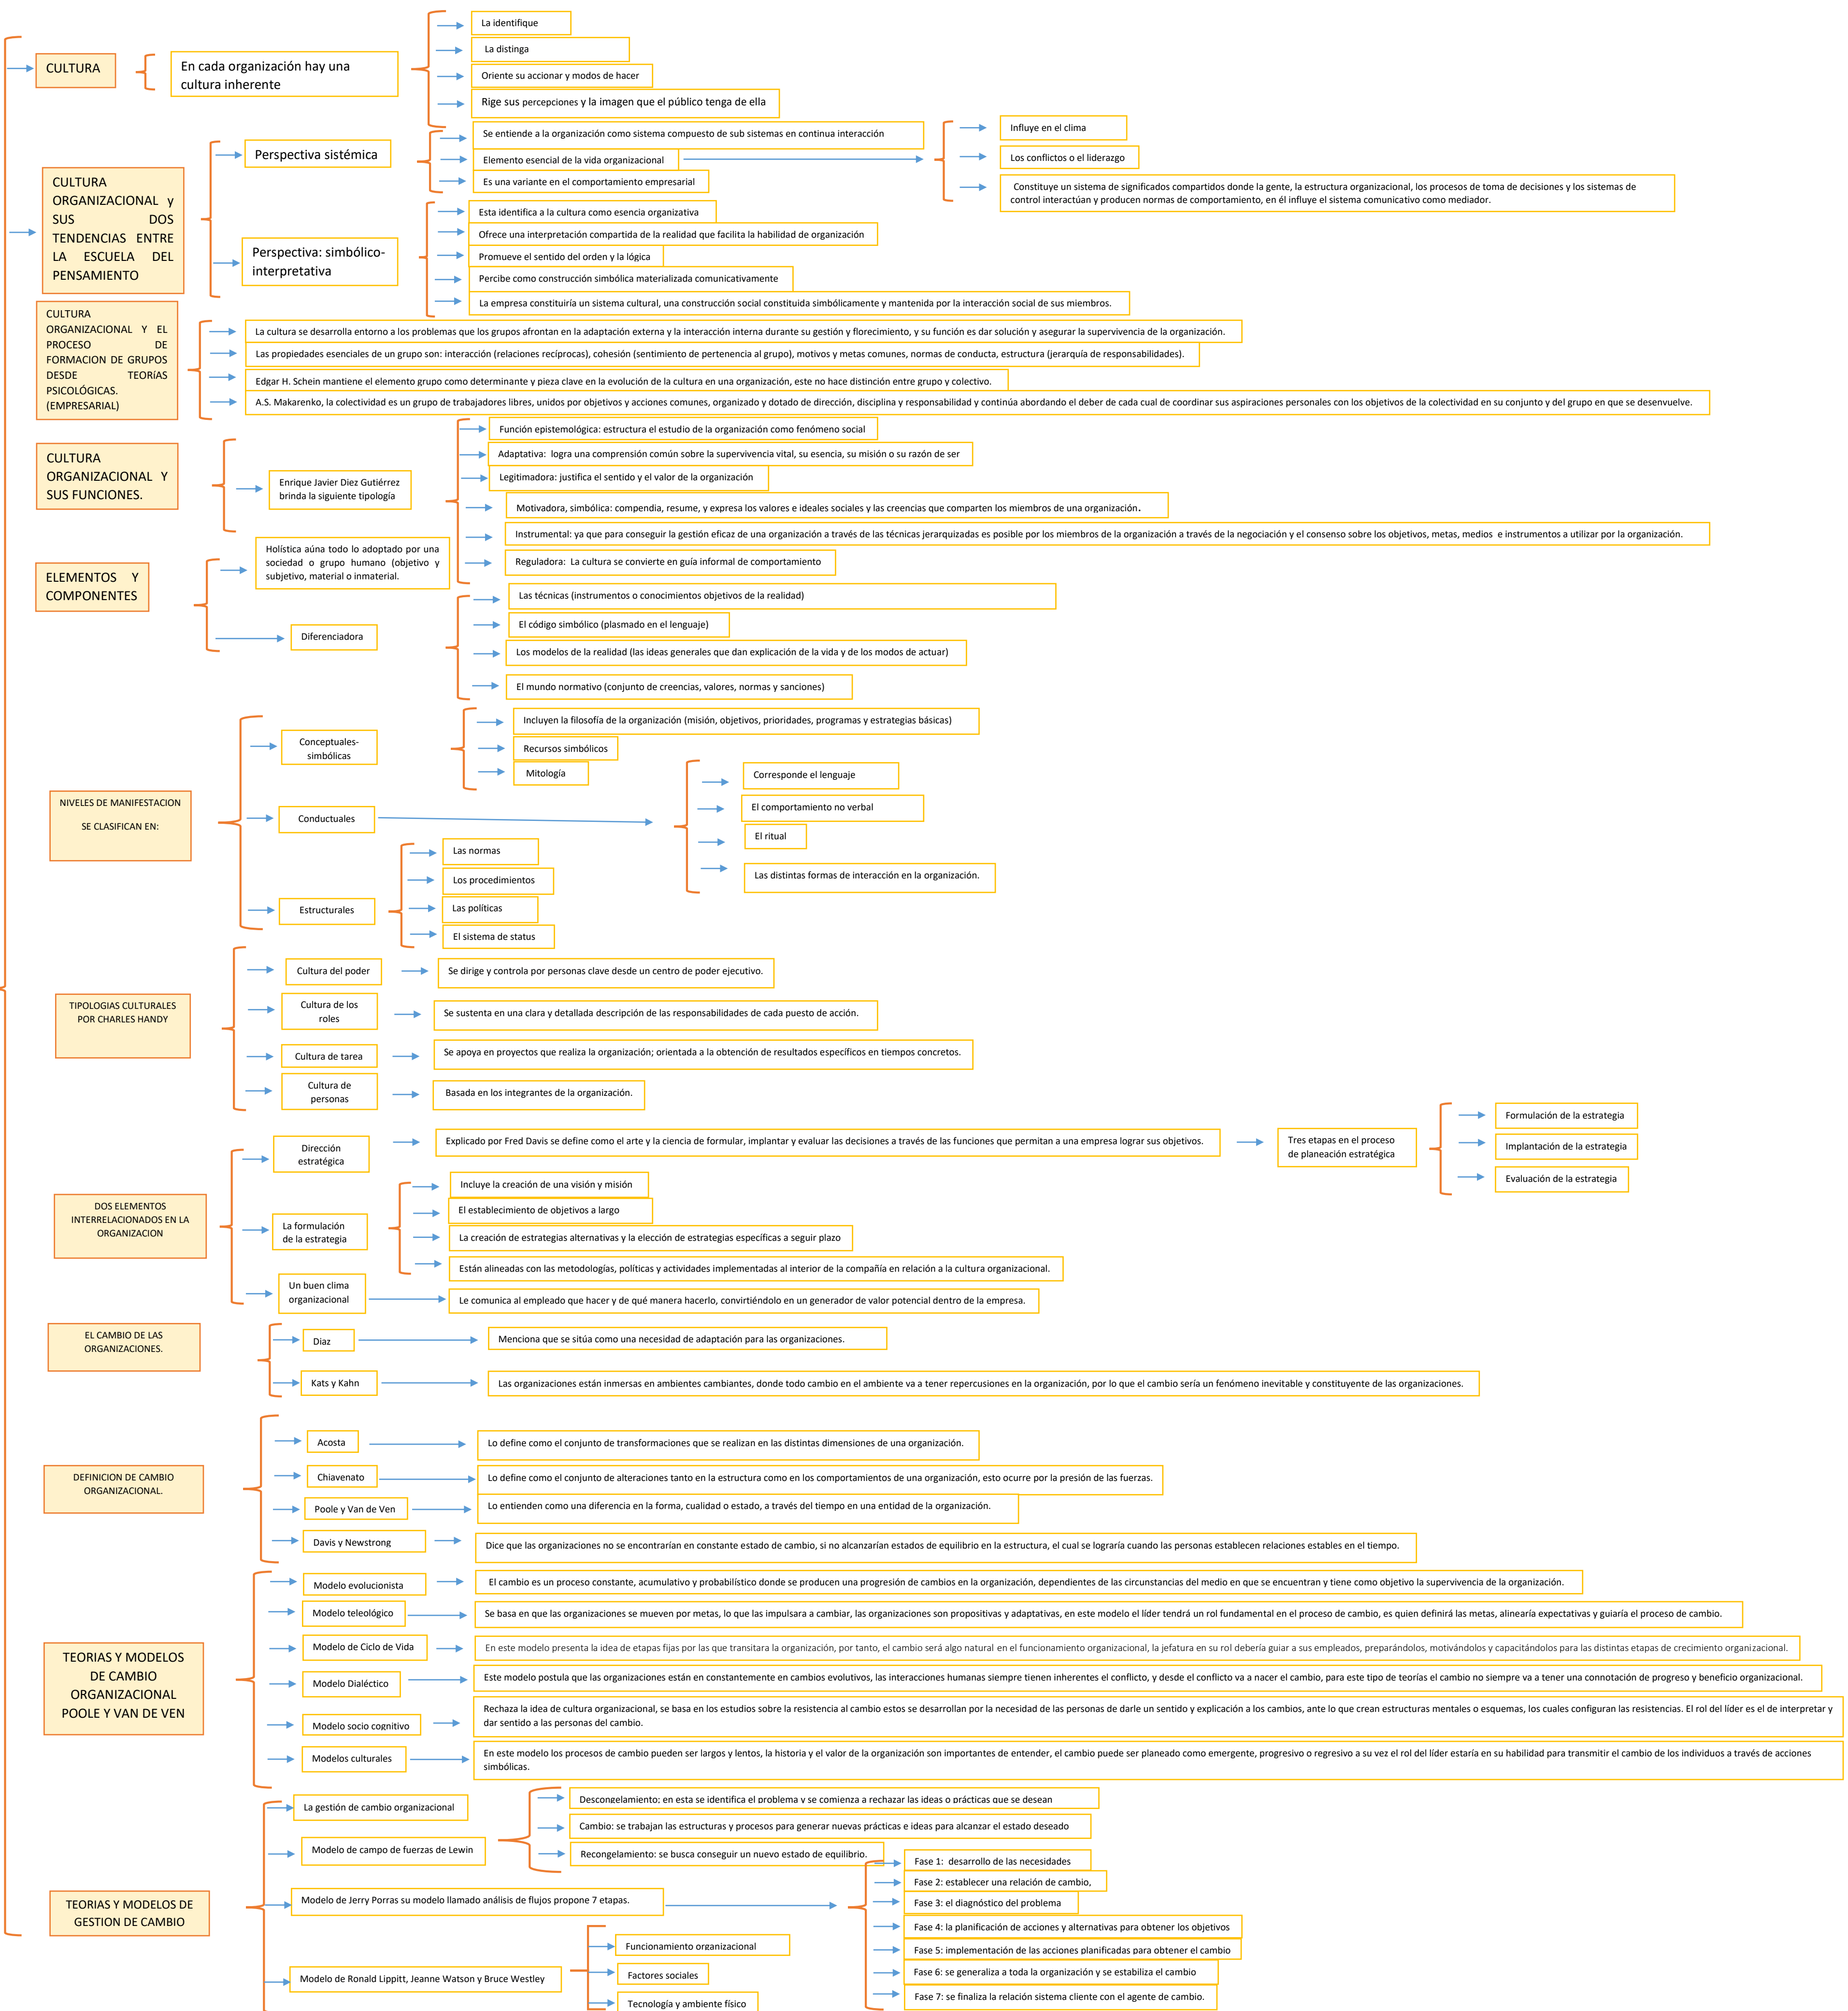 CULTURA
En cada organización hay una
cultura inherente
La identifique
La distinga
Oriente su accionar y modos de hacer
Rige sus percepciones y la imagen que el público tenga de ella
CULTURA
ORGANIZACIONAL y
SUS DOS
TENDENCIAS ENTRE
LA ESCUELA DEL
PENSAMIENTO
Perspectiva sistémica
Se entiende a la organización como sistema compuesto de sub sistemas en continua interacción
Elemento esencial de la vida organizacional
Es una variante en el comportamiento empresarial
Influye en el clima
Los conflictos o el liderazgo
Constituye un sistema de significados compartidos donde la gente, la estructura organizacional, los procesos de toma de decisiones y los sistemas de
control interactúan y producen normas de comportamiento, en él influye el sistema comunicativo como mediador.
Perspectiva: simbólico-
interpretativa
Esta identifica a la cultura como esencia organizativa
Ofrece una interpretación compartida de la realidad que facilita la habilidad de organización
Promueve el sentido del orden y la lógica
Percibe como construcción simbólica materializada comunicativamente
La empresa constituiría un sistema cultural, una construcción social constituida simbólicamente y mantenida por la interacción social de sus miembros.
CULTURA
ORGANIZACIONAL Y EL
PROCESO DE
FORMACION DE GRUPOS
DESDE TEORíAS
PSICOLÓGICAS.
(EMPRESARIAL)
La cultura se desarrolla entorno a los problemas que los grupos afrontan en la adaptación externa y la interacción interna durante su gestión y florecimiento, y su función es dar solución y asegurar la supervivencia de la organización.
Las propiedades esenciales de un grupo son: interacción (relaciones recíprocas), cohesión (sentimiento de pertenencia al grupo), motivos y metas comunes, normas de conducta, estructura (jerarquía de responsabilidades).
Edgar H. Schein mantiene el elemento grupo como determinante y pieza clave en la evolución de la cultura en una organización, este no hace distinción entre grupo y colectivo.
A.S. Makarenko, la colectividad es un grupo de trabajadores libres, unidos por objetivos y acciones comunes, organizado y dotado de dirección, disciplina y responsabilidad y continúa abordando el deber de cada cual de coordinar sus aspiraciones personales con los objetivos de la colectividad en su conjunto y del grupo en que se desenvuelve.
CULTURA
ORGANIZACIONAL Y
SUS FUNCIONES.
Enrique Javier Diez Gutiérrez
brinda la siguiente tipología
Función epistemológica: estructura el estudio de la organización como fenómeno social
Adaptativa: logra una comprensión común sobre la supervivencia vital, su esencia, su misión o su razón de ser
Legitimadora: justifica el sentido y el valor de la organización
Motivadora, simbólica: compendia, resume, y expresa los valores e ideales sociales y las creencias que comparten los miembros de una organización.
Instrumental: ya que para conseguir la gestión eficaz de una organización a través de las técnicas jerarquizadas es posible por los miembros de la organización a través de la negociación y el consenso sobre los objetivos, metas, medios e instrumentos a utilizar por la organización.
Reguladora: La cultura se convierte en guía informal de comportamiento
ELEMENTOS Y
COMPONENTES
Holística aúna todo lo adoptado por una
sociedad o grupo humano (objetivo y
subjetivo, material o inmaterial.
Diferenciadora
Las técnicas (instrumentos o conocimientos objetivos de la realidad)
El código simbólico (plasmado en el lenguaje)
Los modelos de la realidad (las ideas generales que dan explicación de la vida y de los modos de actuar)
El mundo normativo (conjunto de creencias, valores, normas y sanciones)
NIVELES DE MANIFESTACION
SE CLASIFICAN EN:
Conceptuales-
simbólicas
Incluyen la filosofía de la organización (misión, objetivos, prioridades, programas y estrategias básicas)
Recursos simbólicos
Mitología
Conductuales
Corresponde el lenguaje
El comportamiento no verbal
El ritual
Las distintas formas de interacción en la organización.
Estructurales
Las normas
Los procedimientos
Las políticas
El sistema de status
TIPOLOGIAS CULTURALES
POR CHARLES HANDY
Cultura del poder
Se dirige y controla por personas clave desde un centro de poder ejecutivo.
Cultura de los
roles
Se sustenta en una clara y detallada descripción de las responsabilidades de cada puesto de acción.
Cultura de tarea
Se apoya en proyectos que realiza la organización; orientada a la obtención de resultados específicos en tiempos concretos.
Cultura de
personas
Basada en los integrantes de la organización.
DOS ELEMENTOS
INTERRELACIONADOS EN LA
ORGANIZACION
Dirección
estratégica
Explicado por Fred Davis se define como el arte y la ciencia de formular, implantar y evaluar las decisiones a través de las funciones que permitan a una empresa lograr sus objetivos.
Tres etapas en el proceso
de planeación estratégica
Formulación de la estrategia
Implantación de la estrategia
Evaluación de la estrategia
La formulación
de la estrategia
Incluye la creación de una visión y misión
El establecimiento de objetivos a largo
La creación de estrategias alternativas y la elección de estrategias específicas a seguir plazo
Están alineadas con las metodologías, políticas y actividades implementadas al interior de la compañía en relación a la cultura organizacional.
Un buen clima
organizacional
Le comunica al empleado que hacer y de qué manera hacerlo, convirtiéndolo en un generador de valor potencial dentro de la empresa.
EL CAMBIO DE LAS
ORGANIZACIONES.
Diaz
Menciona que se sitúa como una necesidad de adaptación para las organizaciones.
Kats y Kahn
Las organizaciones están inmersas en ambientes cambiantes, donde todo cambio en el ambiente va a tener repercusiones en la organización, por lo que el cambio sería un fenómeno inevitable y constituyente de las organizaciones.
DEFINICION DE CAMBIO
ORGANIZACIONAL.
Acosta
Lo define como el conjunto de transformaciones que se realizan en las distintas dimensiones de una organización.
Chiavenato
Lo define como el conjunto de alteraciones tanto en la estructura como en los comportamientos de una organización, esto ocurre por la presión de las fuerzas.
Poole y Van de Ven
Lo entienden como una diferencia en la forma, cualidad o estado, a través del tiempo en una entidad de la organización.
Davis y Newstrong
Dice que las organizaciones no se encontrarían en constante estado de cambio, si no alcanzarían estados de equilibrio en la estructura, el cual se lograría cuando las personas establecen relaciones estables en el tiempo.
TEORIAS Y MODELOS
DE CAMBIO
ORGANIZACIONAL
POOLE Y VAN DE VEN
Modelo evolucionista
El cambio es un proceso constante, acumulativo y probabilístico donde se producen una progresión de cambios en la organización, dependientes de las circunstancias del medio en que se encuentran y tiene como objetivo la supervivencia de la organización.
Modelo teleológico
Se basa en que las organizaciones se mueven por metas, lo que las impulsara a cambiar, las organizaciones son propositivas y adaptativas, en este modelo el líder tendrá un rol fundamental en el proceso de cambio, es quien definirá las metas, alinearía expectativas y guiaría el proceso de cambio.
Modelo de Ciclo de Vida
En este modelo presenta la idea de etapas fijas por las que transitara la organización, por tanto, el cambio será algo natural en el funcionamiento organizacional, la jefatura en su rol debería guiar a sus empleados, preparándolos, motivándolos y capacitándolos para las distintas etapas de crecimiento organizacional.
Modelo Dialéctico
Este modelo postula que las organizaciones están en constantemente en cambios evolutivos, las interacciones humanas siempre tienen inherentes el conflicto, y desde el conflicto va a nacer el cambio, para este tipo de teorías el cambio no siempre va a tener una connotación de progreso y beneficio organizacional.
Modelo socio cognitivo
Rechaza la idea de cultura organizacional, se basa en los estudios sobre la resistencia al cambio estos se desarrollan por la necesidad de las personas de darle un sentido y explicación a los cambios, ante lo que crean estructuras mentales o esquemas, los cuales configuran las resistencias. El rol del líder es el de interpretar y
dar sentido a las personas del cambio.
Modelos culturales
En este modelo los procesos de cambio pueden ser largos y lentos, la historia y el valor de la organización son importantes de entender, el cambio puede ser planeado como emergente, progresivo o regresivo a su vez el rol del líder estaría en su habilidad para transmitir el cambio de los individuos a través de acciones
simbólicas.
TEORIAS Y MODELOS DE
GESTION DE CAMBIO
La gestión de cambio organizacional
Modelo de campo de fuerzas de Lewin
Descongelamiento: en esta se identifica el problema y se comienza a rechazar las ideas o prácticas que se desean
Cambio: se trabajan las estructuras y procesos para generar nuevas prácticas e ideas para alcanzar el estado deseado
Recongelamiento: se busca conseguir un nuevo estado de equilibrio.
Modelo de Jerry Porras su modelo llamado análisis de flujos propone 7 etapas.
Fase 1: desarrollo de las necesidades
Fase 2: establecer una relación de cambio,
Fase 3: el diagnóstico del problema
Fase 4: la planificación de acciones y alternativas para obtener los objetivos
Fase 5: implementación de las acciones planificadas para obtener el cambio
Fase 6: se generaliza a toda la organización y se estabiliza el cambio
Fase 7: se finaliza la relación sistema cliente con el agente de cambio.
Modelo de Ronald Lippitt, Jeanne Watson y Bruce Westley
Funcionamiento organizacional
Factores sociales
Tecnología y ambiente físico